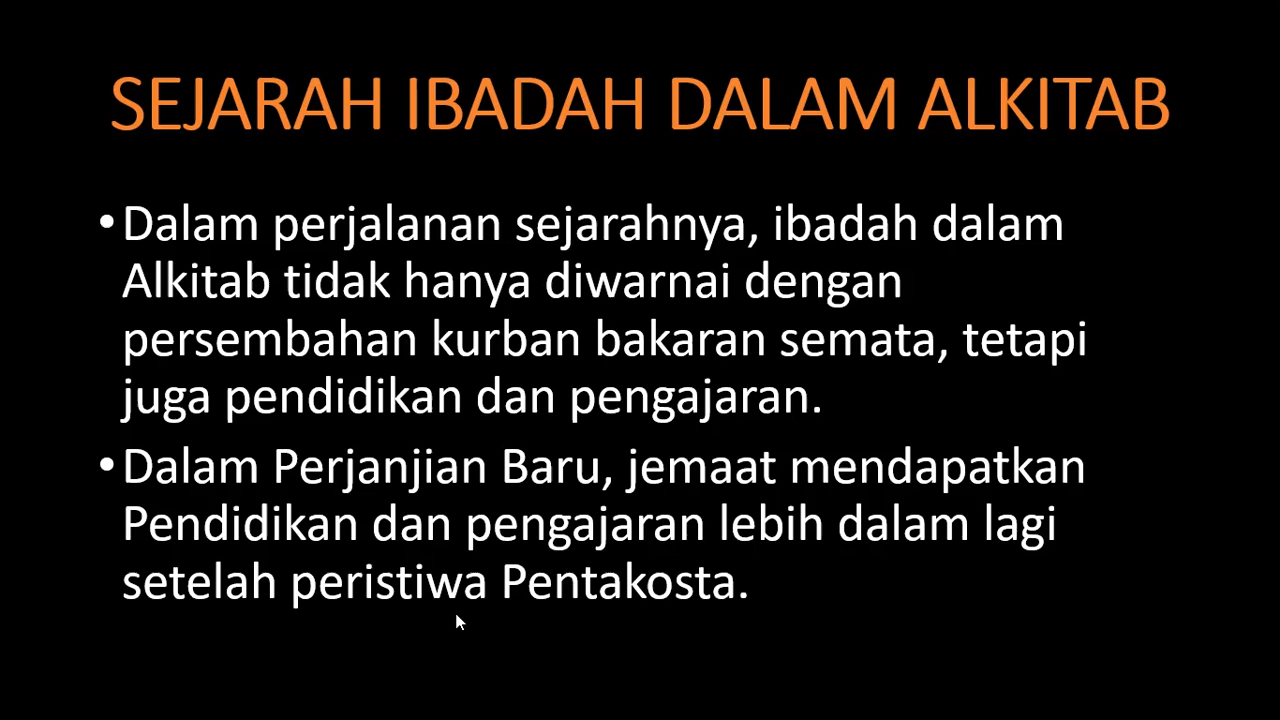 SEJARAH IBADAH DALAM ALKITAB
•Dalam perjalanan sejarahnya, ibadah dalam
Alkitab tidak hanya diwarnai dengan
persembahan kurban bakaran semata, tetapi
juga pendidikan dan pengajaran.
•Dalam Perjanjian Baru, jemaat mendapatkan
Pendidikan dan pengajaran lebih dalam lagi
setelah peristiwa Pentakosta.